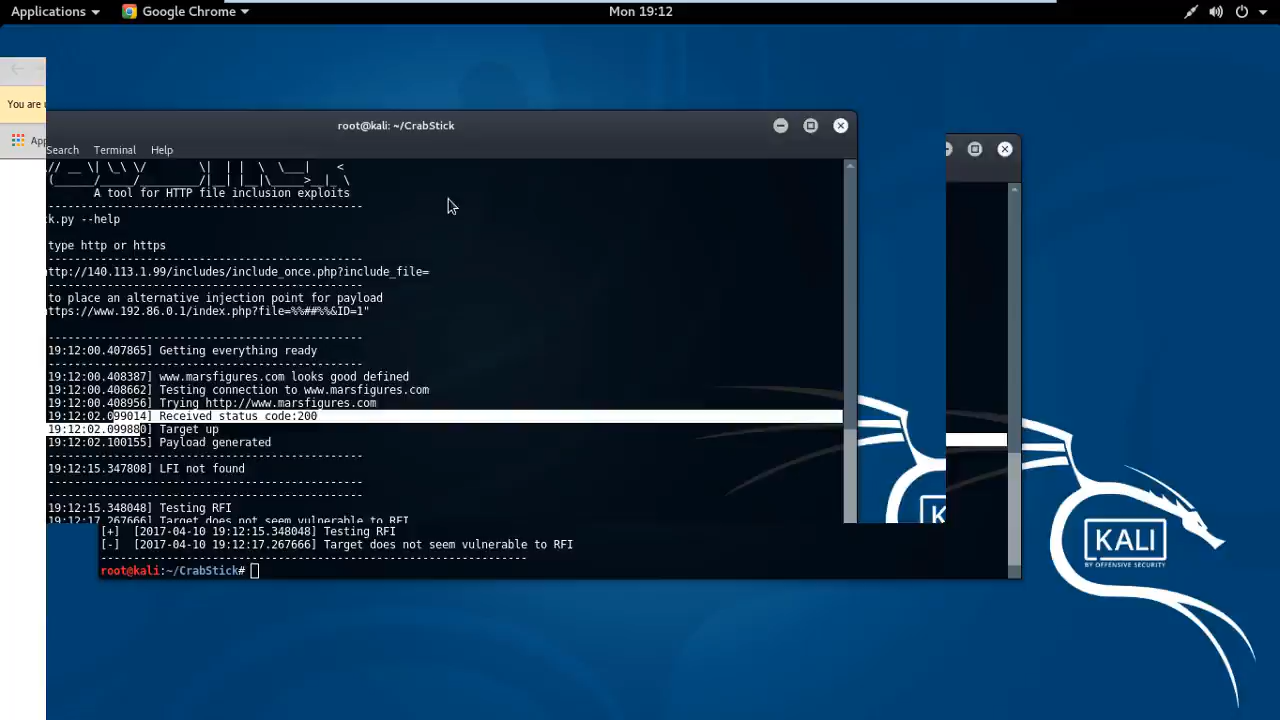 Applications
Google Chrome
Mon 19:12
You are
App
root@kali: ~/CrabStick
Search Terminal Help
A tool for HTTP file inclusion exploits
k.py --help
type http or https
ttp://140.113.1.99/includes/include_once.php?include_file=
to place an alternative injection point for payload
ttps://www.192.86.0.1/index.php?file=%%##%%&ID=1"
19:12:00.407865] Getting everything ready
19:12:00.408387] www.marsfigures.com looks good defined
19:12:00.408662] Testing connection to www.marsfigures.com
19:12:00.408956] Trying http://www.marsfigures.com
19:12:02.099014] Received status code:200
19:12:02.099880] Target up
19:12:02.100155] Payload generated
19:12:15.347808] LFI not found
19:12:15.348048] Testing RFI
19:12:17.267666] Target does not seem vulnerable to RFI
[+] [2017-04-10 19:12:15.348048] Testing RFI
[-] [2017-04-10 19:12:17.267666] Target does not seem vulnerable to RFI
--------------------------------------------------------------
root@kali:~/CrabStick#
KALI
BY OFFENSIVE SECURITY